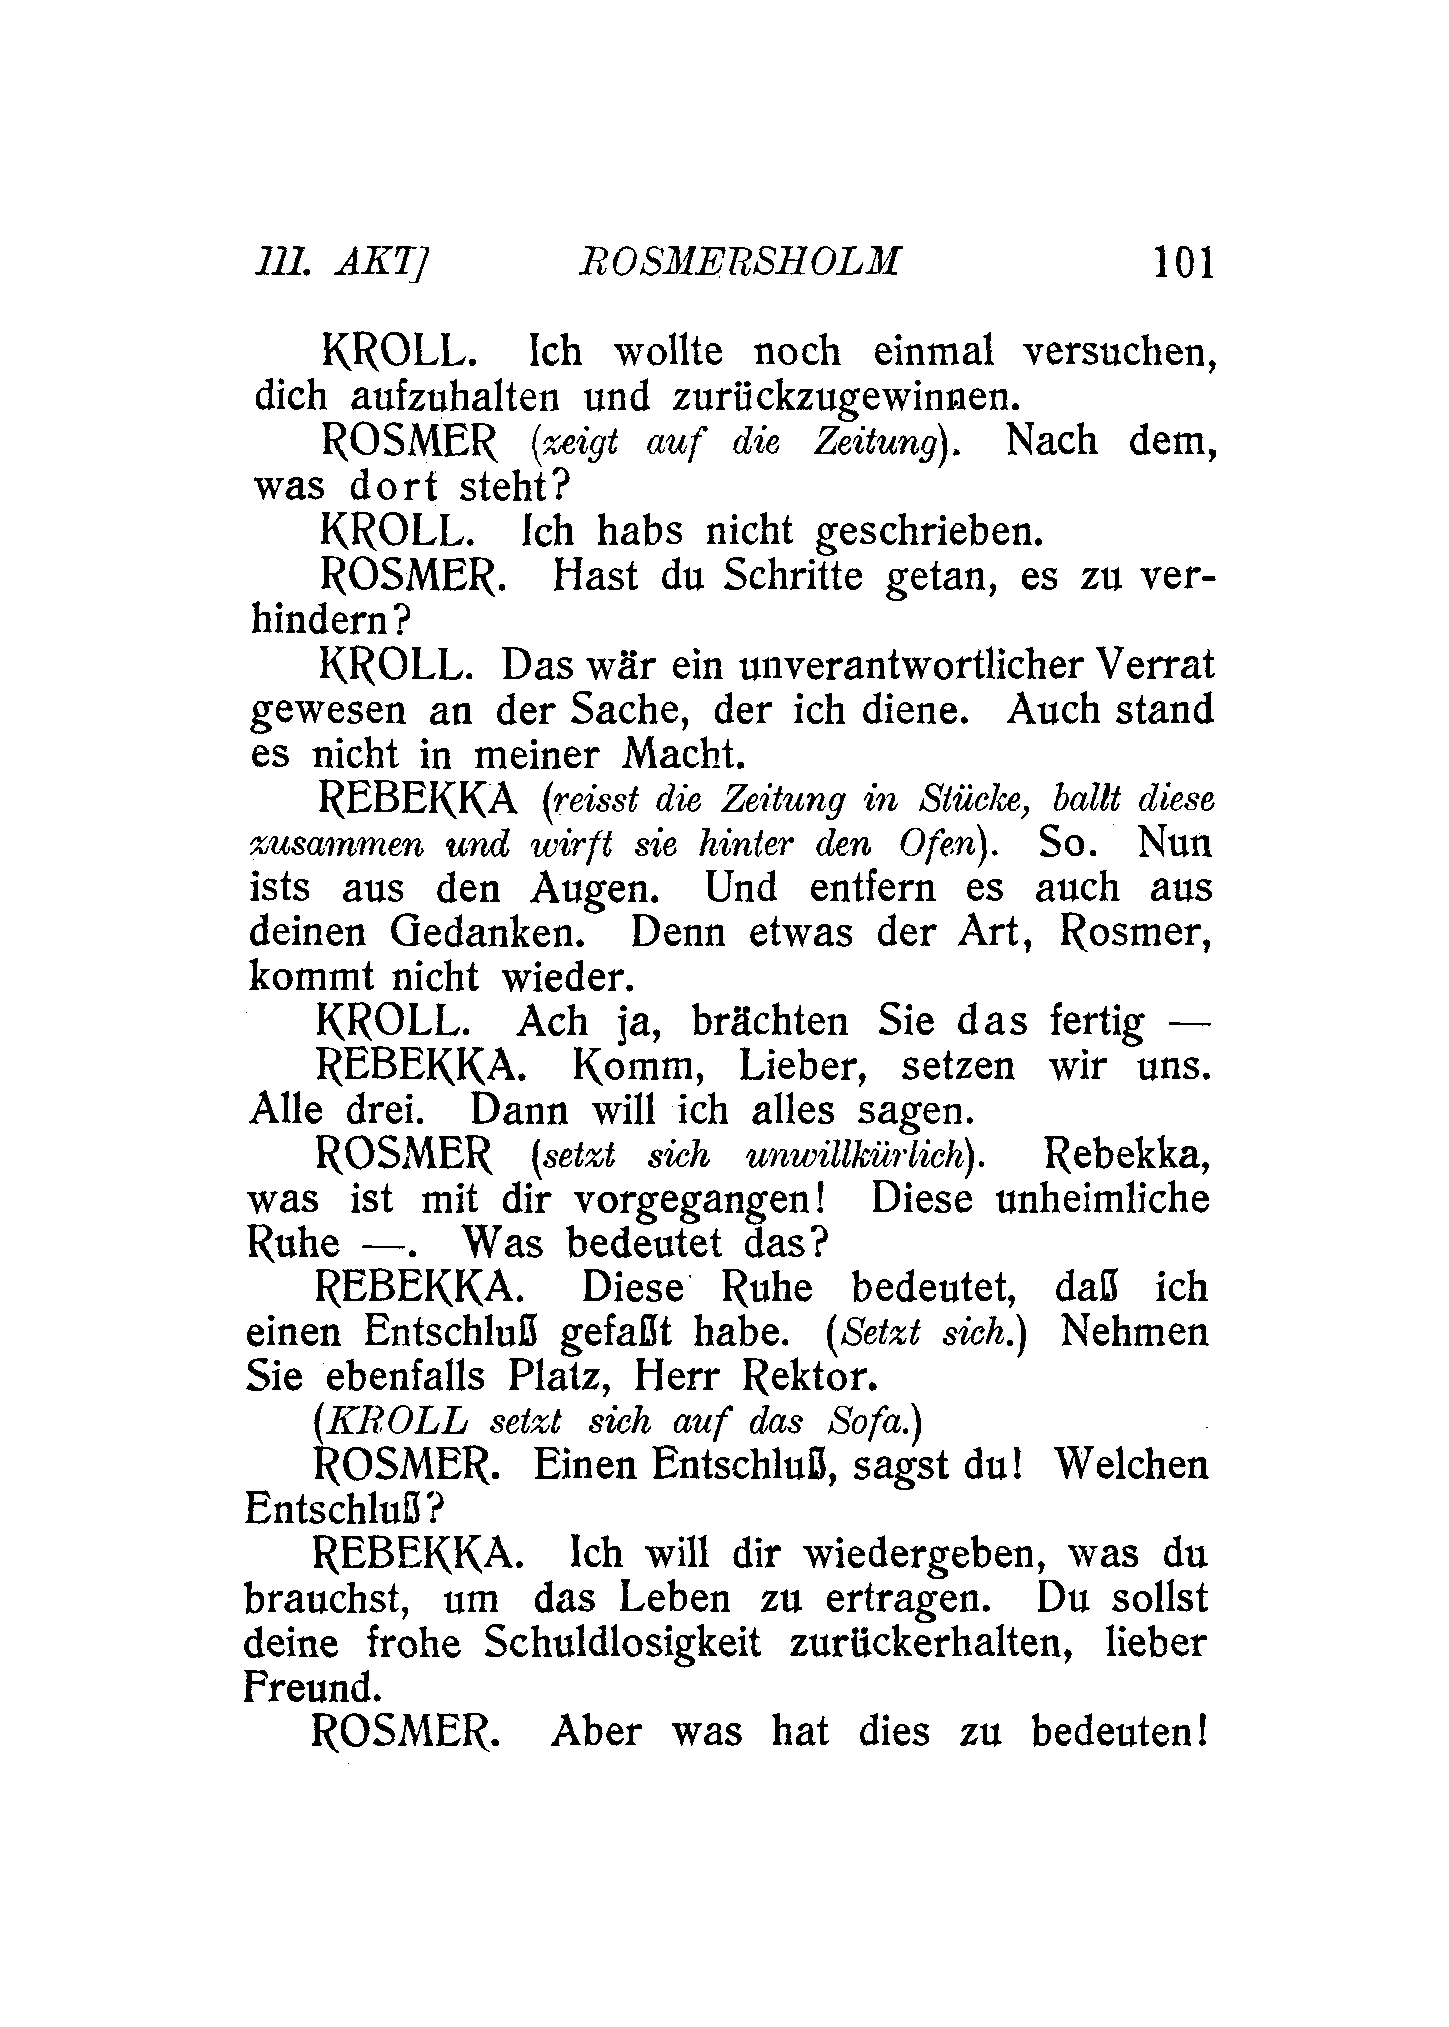 III. AKT] ROSMERSHOLM 101
KROLL. Ich wollte noch einmal versuchen,
dich aufzuhalten und zurückzugewinnen.
ROSMER (zeigt auf die Zeitung). Nach dem,
was dort steht?
KROLL. Ich habs nicht geschrieben.
ROSMER. Hast du Schritte getan, es zu ver-
hindern?
KROLL. Das wär ein unverantwortlicher Verrat
gewesen an der Sache, der ich diene. Auch stand
es nicht in meiner Macht.
REBEKKA (reisst die Zeitung in Stücke, ballt diese
zusammen und wirft sie hinter den Ofen). So. Nun
ists aus den Augen. Und entfern es auch aus
deinen Gedanken. Denn etwas der Art, Rosmer,
kommt nicht wieder.
KROLL. Ach ja, brächten Sie das fertig —
REBEKKA. Komm, Lieber, setzen wir uns.
Alle drei. Dann will ich alles sagen.
ROSMER (setzt sich unwillkürlich). Rebekka,
was ist mit dir vorgegangen! Diese unheimliche
Ruhe —. Was bedeutet das?
REBEKKA. Diese Ruhe bedeutet, daß ich
einen Entschluß gefaßt habe. (Setzt sich.) Nehmen
Sie ebenfalls Platz, Herr Rektor.
(KROLL setzt sich auf das Sofa.)
ROSMER. Einen Entschluß, sagst du! Welchen
Entschluß?
REBEKKA. Ich will dir wiedergeben, was du
brauchst, um das Leben zu ertragen. Du sollst
deine frohe Schuldlosigkeit zurückerhalten, lieber
Freund.
ROSMER. Aber was hat dies zu bedeuten!